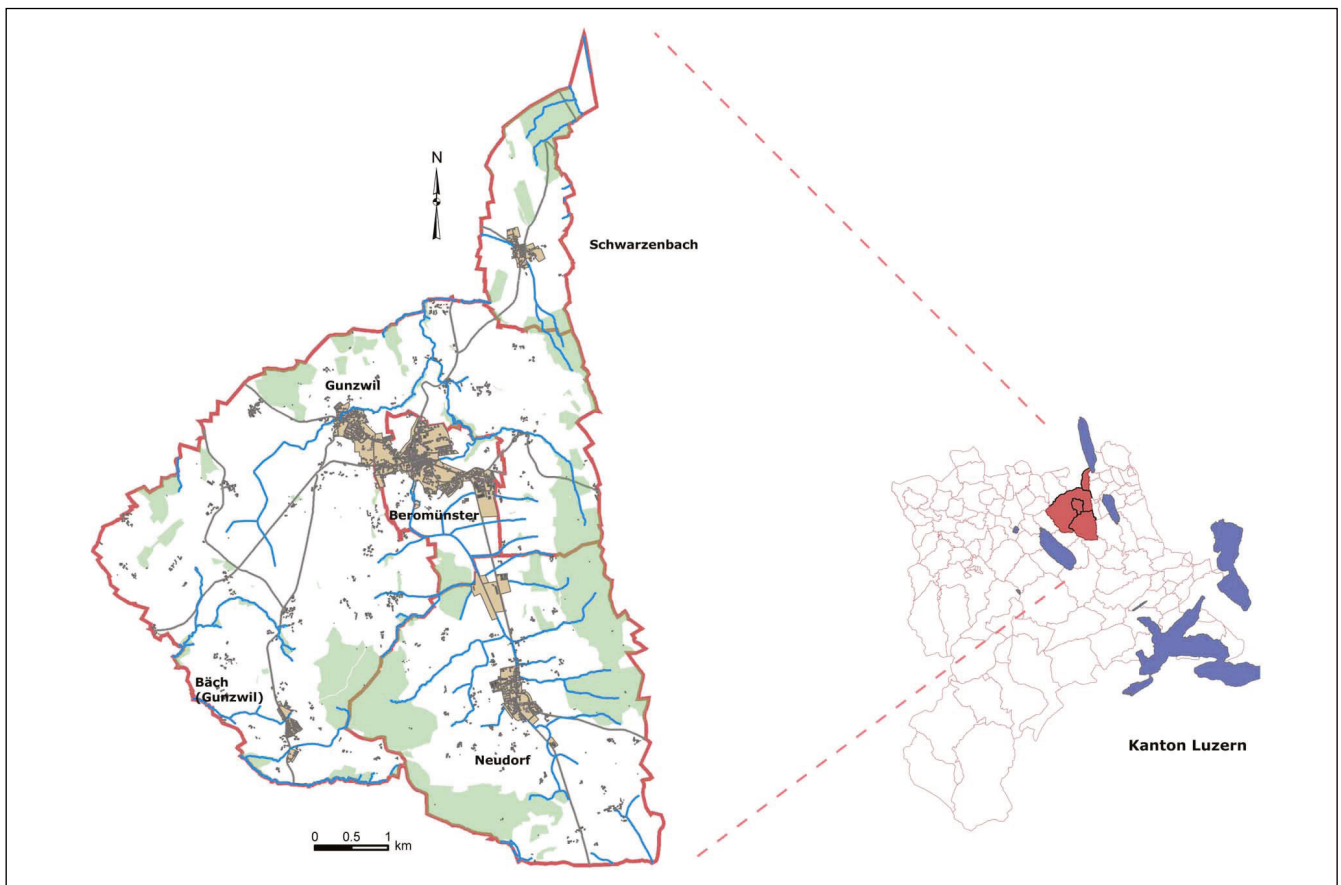 N
Schwarzenbach
Gunzwil
Beromünster
Bäch
(Gunzwil)
Neudorf
Kanton Luzern
0 0.5 1
km